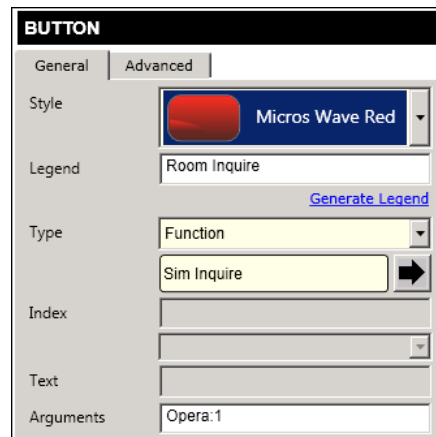 BUTTON
General Advanced
Style Micros Wave Red
Legend Room Inquire
Generate Legend
Type Function
Sim Inquire
Index
Text
Arguments Opera:1